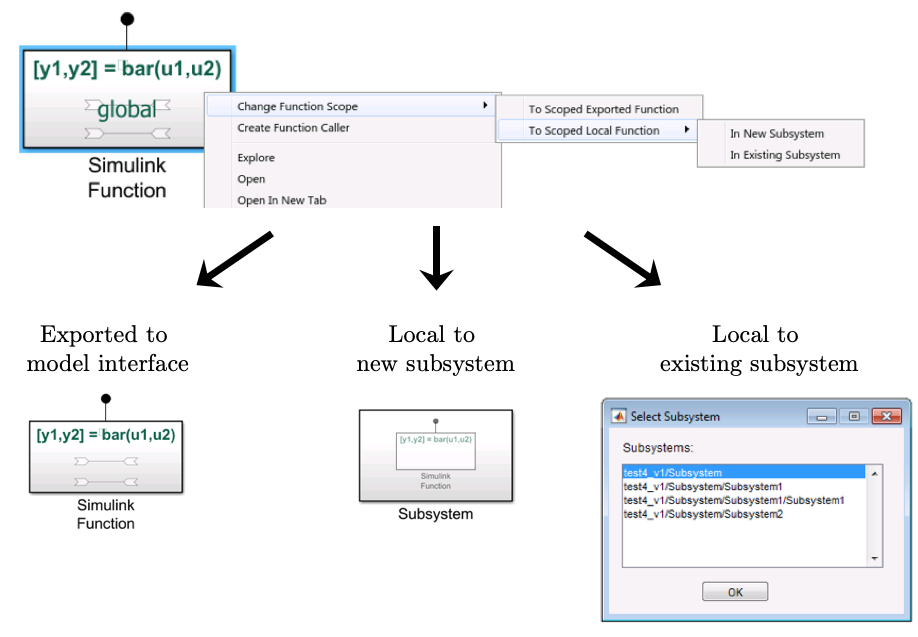 [y1,y2] = bar(u1,u2)
global
Simulink
Function
Change Function Scope
Create Function Caller
Explore
Open
Open In New Tab
To Scoped Exported Function
To Scoped Local Function
In New Subsystem
In Existing Subsystem
Exported to
model interface
[y1,y2] = bar(u1,u2)
Simulink
Function
Local to
new subsystem
[y1,y2] = bar(u1,u2)
Simulink
Function
Subsystem
Local to
existing subsystem
Select Subsystem
Subsystems:
test4_v1/Subsystem
test4_v1/Subsystem/Subsystem1
test4_v1/Subsystem/Subsystem1/Subsystem1
test4_v1/Subsystem/Subsystem2
OK